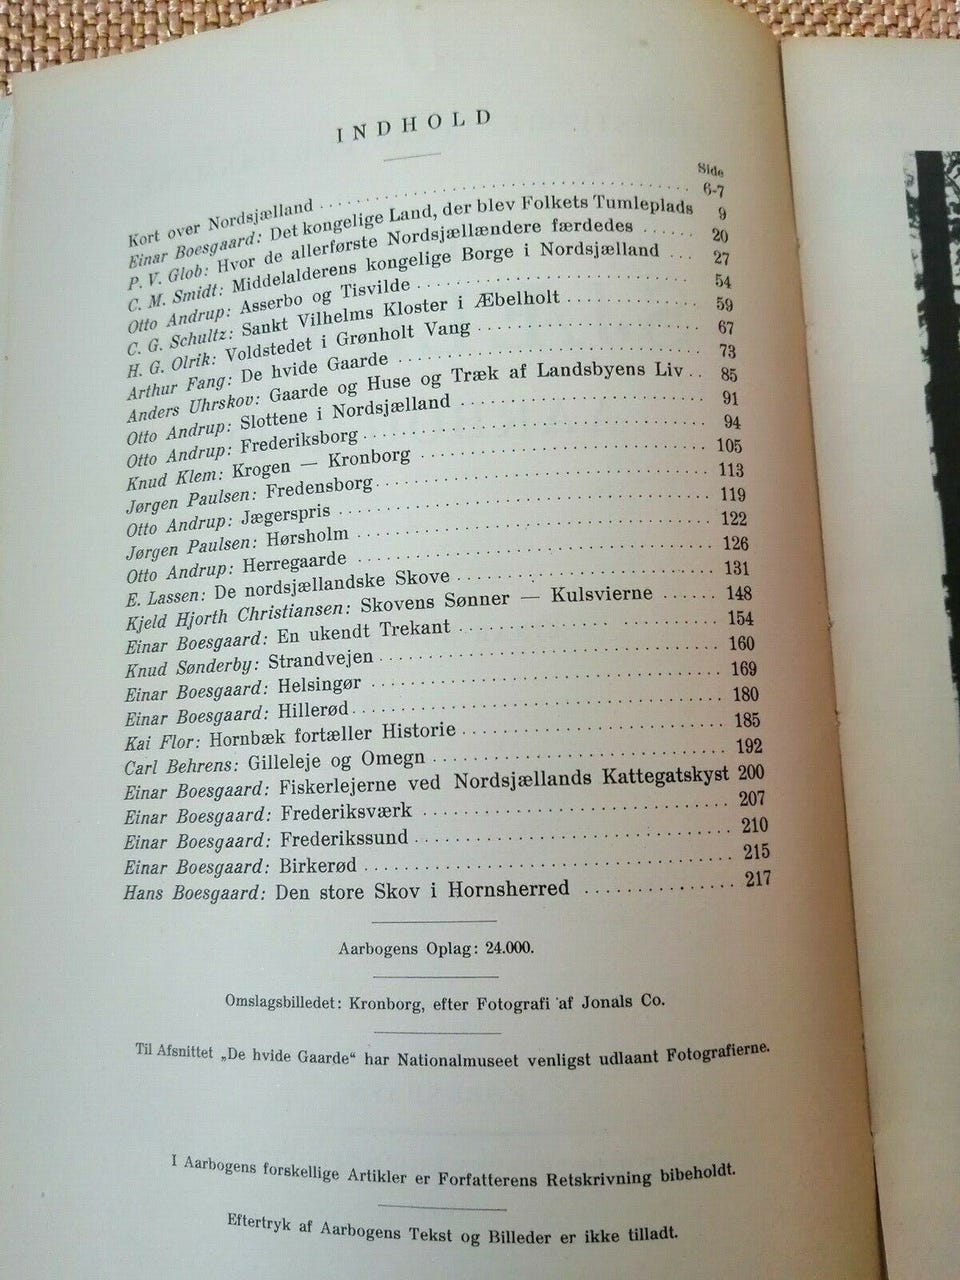 INDHOLD
Side
Kort over Nordsjælland 6-7
Einar Boesgaard: Det kongelige Land, der blev Folkets Tumleplads 9
P. V. Glob: Hvor de allerførste Nordsjællændere færdedes 20
C. M. Smidt: Middelalderens kongelige Borge i Nordsjælland 27
Otto Andrup: Asserbo og Tisvilde 54
C. G. Schultz: Sankt Vilhelms Kloster i Æbelholt 59
H. G. Olrik: Voldstedet i Grønholt Vang 67
Arthur Fang: De hvide Gaarde 73
Anders Uhrskov: Gaarde og Huse og Træk af Landsbyens Liv 85
Otto Andrup: Slottene i Nordsjælland 91
Otto Andrup: Frederiksborg 94
Knud Klem: Krogen — Kronborg 105
Jørgen Paulsen: Fredensborg 113
Otto Andrup: Jægerspris 119
Jørgen Paulsen: Hørsholm 122
Otto Andrup: Herregaarde 126
E. Lassen: De nordsjællandske Skove 131
Kjeld Hjorth Christiansen: Skovens Sønner — Kulsvierne 148
Einar Boesgaard: En ukendt Trekant 154
Knud Sønderby: Strandvejen 160
Einar Boesgaard: Helsingør 169
Einar Boesgaard: Hillerød 180
Kai Flor: Hornbæk fortæller Historie 185
Carl Behrens: Gilleleje og Omegn 192
Einar Boesgaard: Fiskerlejerne ved Nordsjællands Kattegatskyst 200
Einar Boesgaard: Frederiksværk 207
Einar Boesgaard: Frederikssund 210
Einar Boesgaard: Birkerød 215
Hans Boesgaard: Den store Skov i Hornsherred 217
Aarbogens Oplag: 24.000.
Omslagsbilledet: Kronborg, efter Fotografi af Jonals Co.
Til Afsnittet „De hvide Gaarde“ har Nationalmuseet venligst udlaant Fotografierne.
I Aarbogens forskellige Artikler er Forfatterens Retskrivning bibeholdt.
Eftertryk af Aarbogens Tekst og Billeder er ikke tilladt.